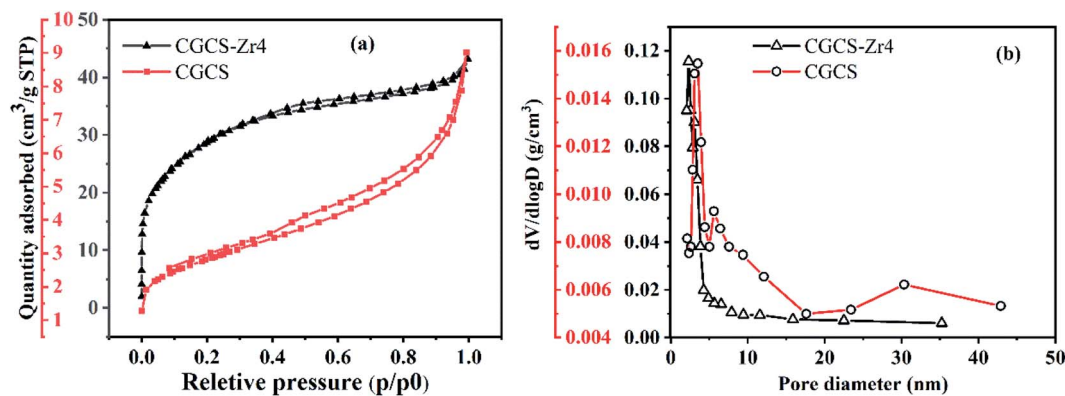 (a)
CGCS-Zr4
CGCS
Quantity adsorbed (cm³/g STP)
9
8
7
6
5
4
3
2
1
50
40
30
20
10
0
0.0 0.2 0.4 0.6 0.8 1.0
Reletive pressure (p/p0)
(b)
CGCS-Zr4
CGCS
dV/dlogD (g/cm³)
0.016
0.014
0.012
0.010
0.008
0.006
0.004
0.12
0.10
0.08
0.06
0.04
0.02
0.00
0 10 20 30 40 50
Pore diameter (nm)